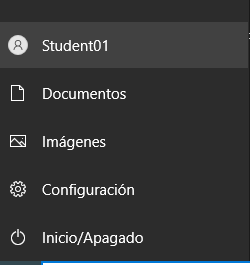 Student01
Documentos
Imágenes
Configuración
Inicio/Apagado